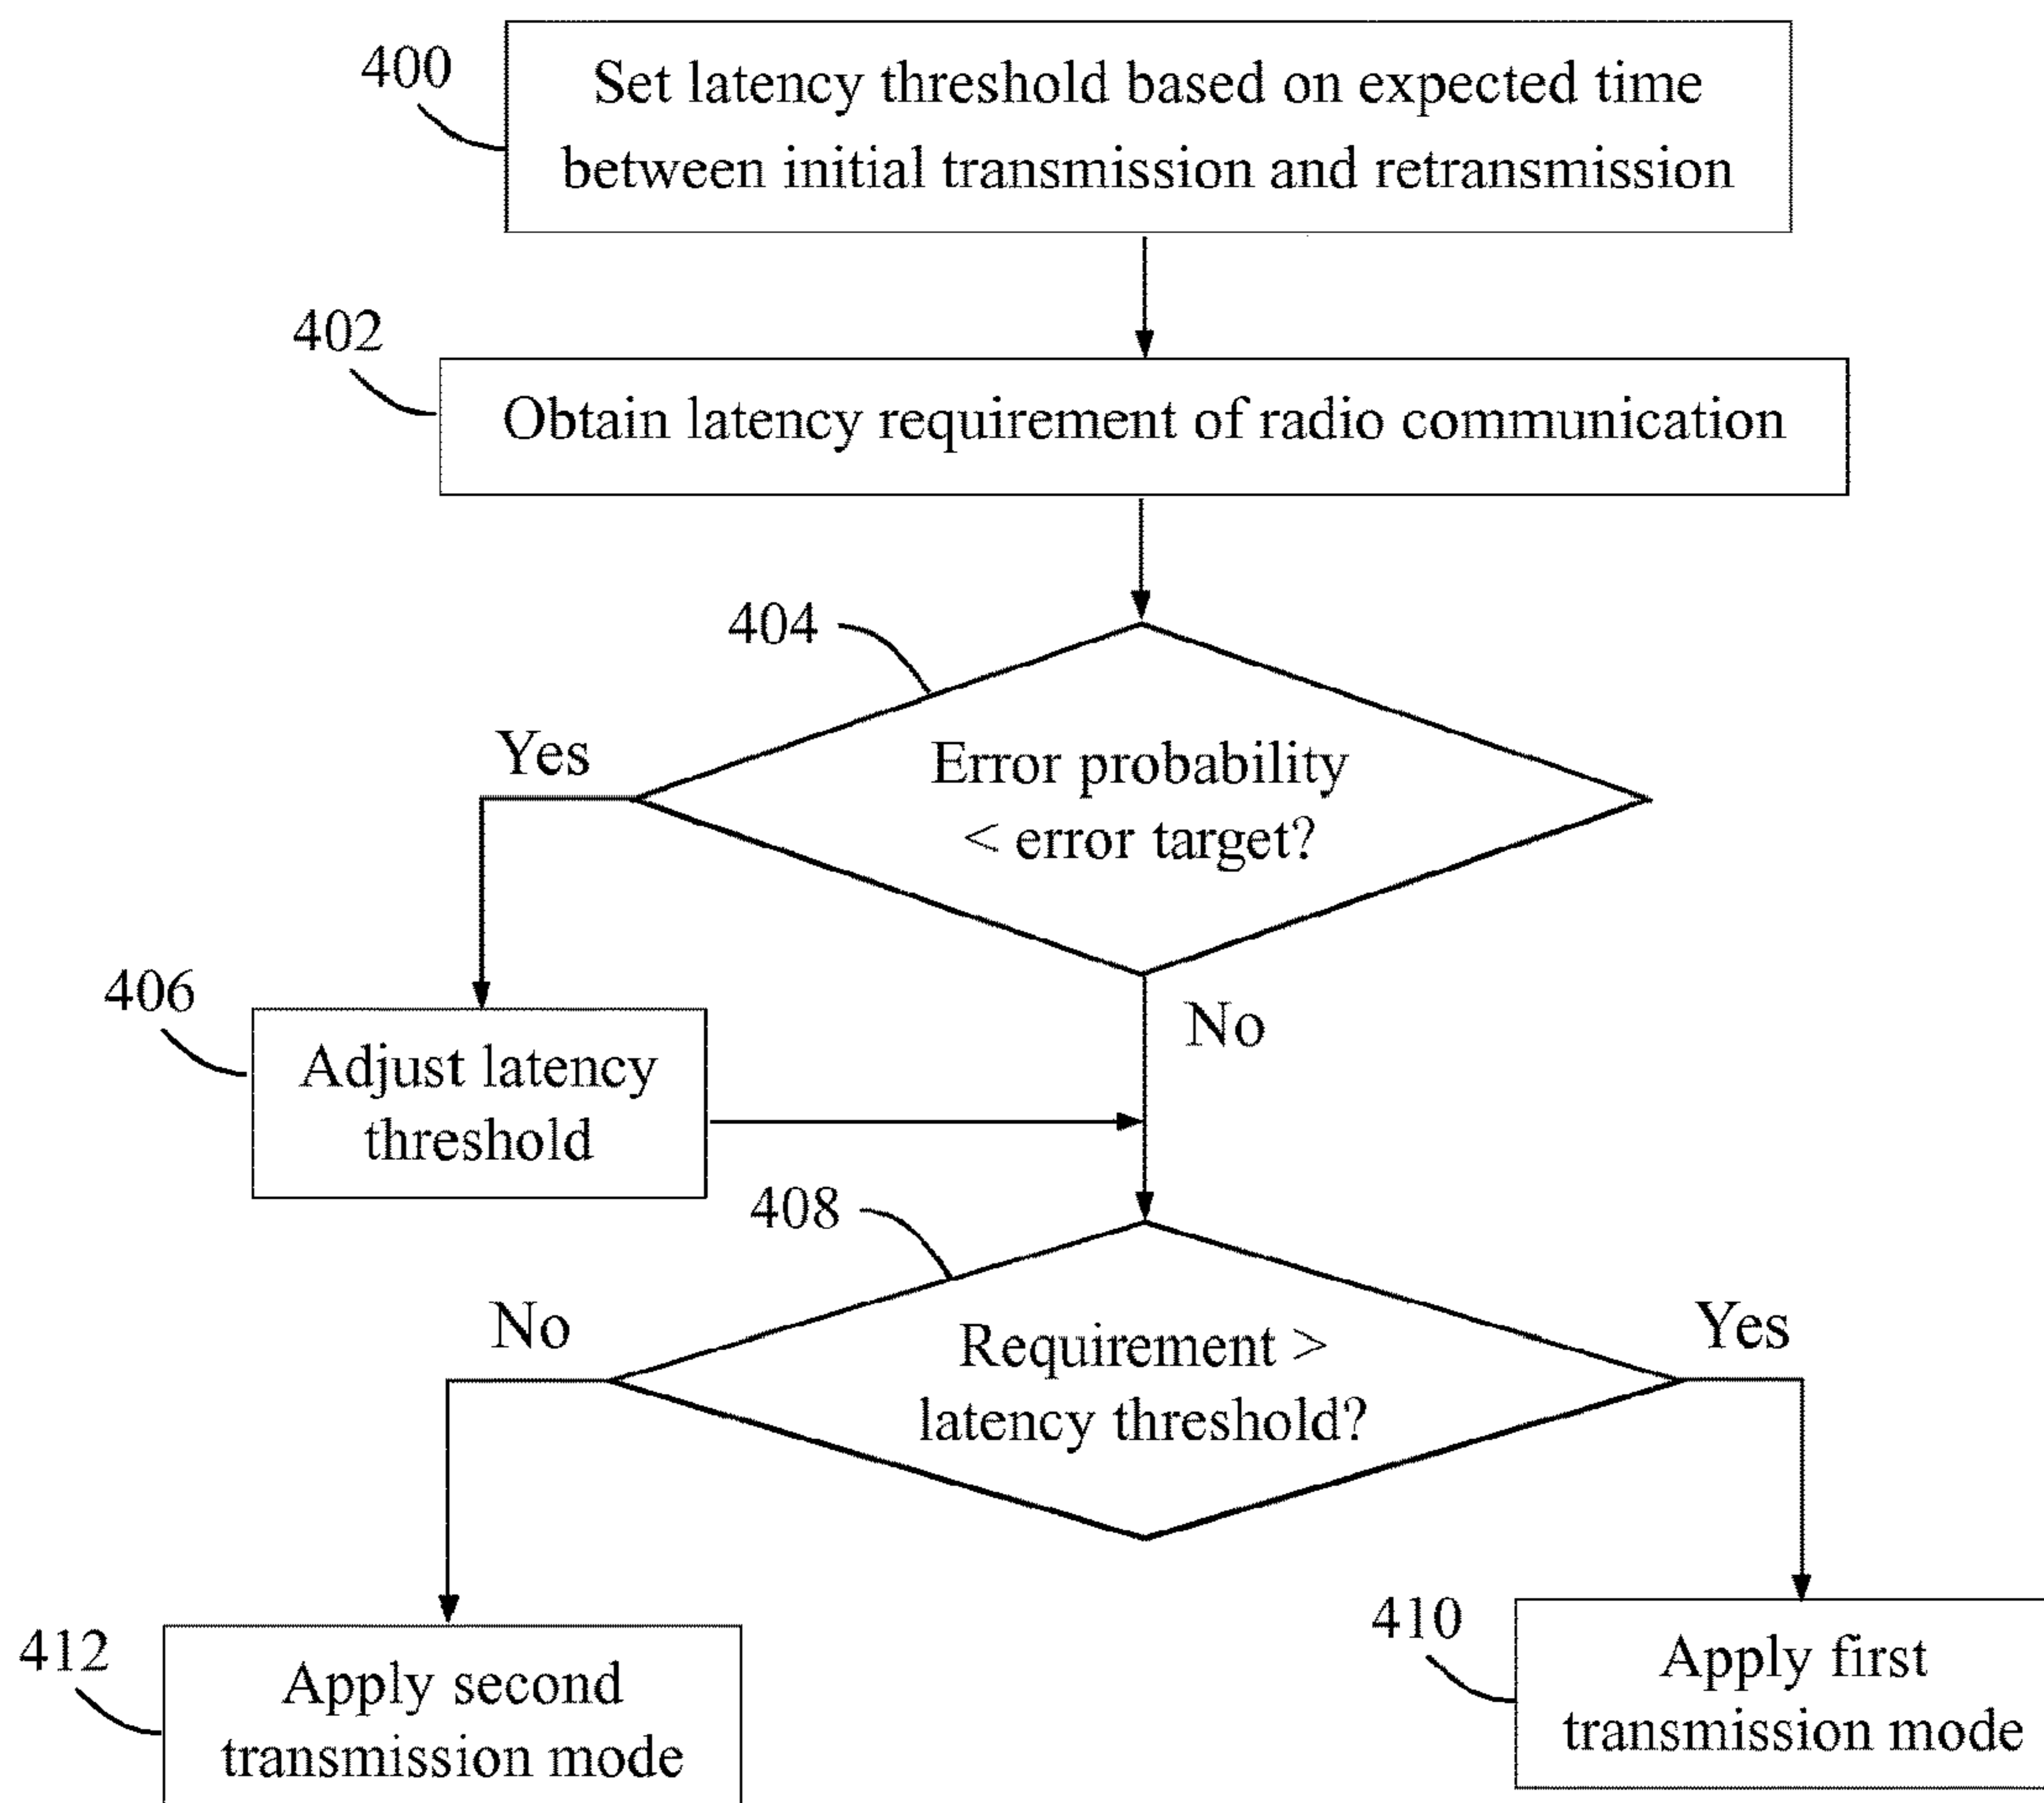 400
Set latency threshold based on expected time
between initial transmission and retransmission
402
Obtain latency requirement of radio communication
404
Yes
Error probability
< error target?
No
406
Adjust latency
threshold
408
No
Requirement >
latency threshold?
Yes
412
Apply second
transmission mode
410
Apply first
transmission mode